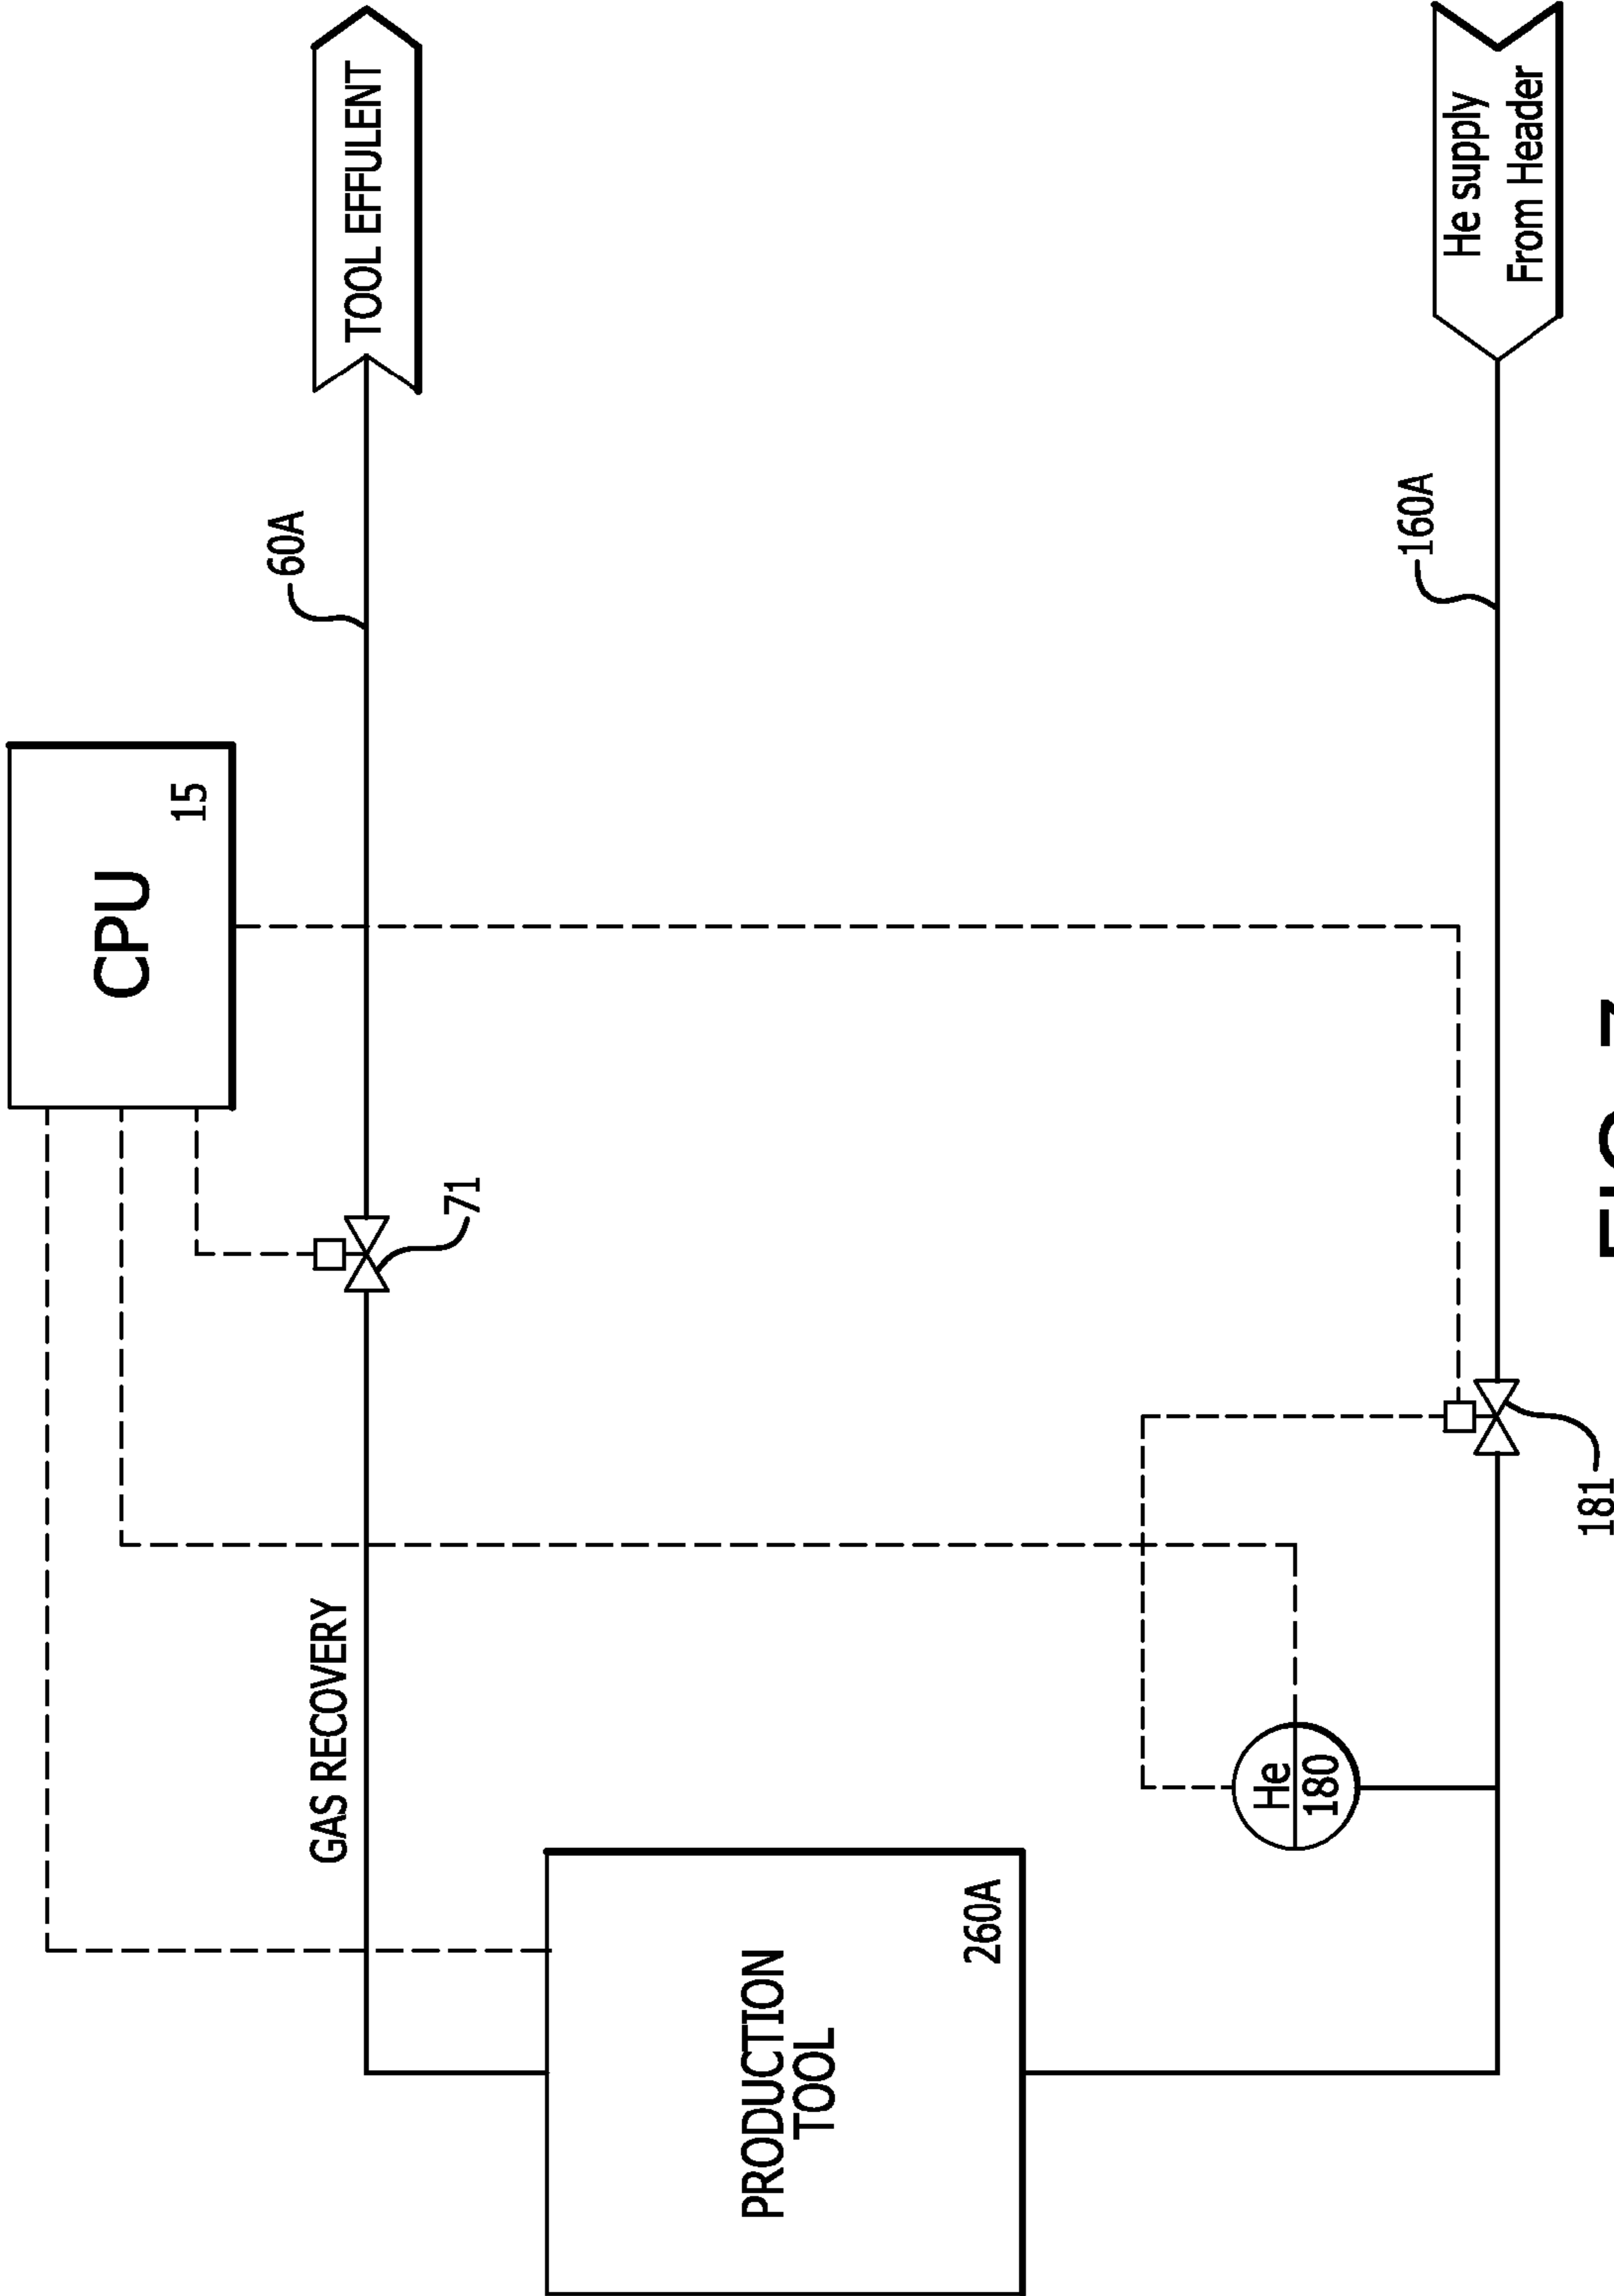 TOOL EFFULENT
60A
CPU
15
71
GAS RECOVERY
PRODUCTION
TOOL
260A
He
180
He supply
From Header
160A
181